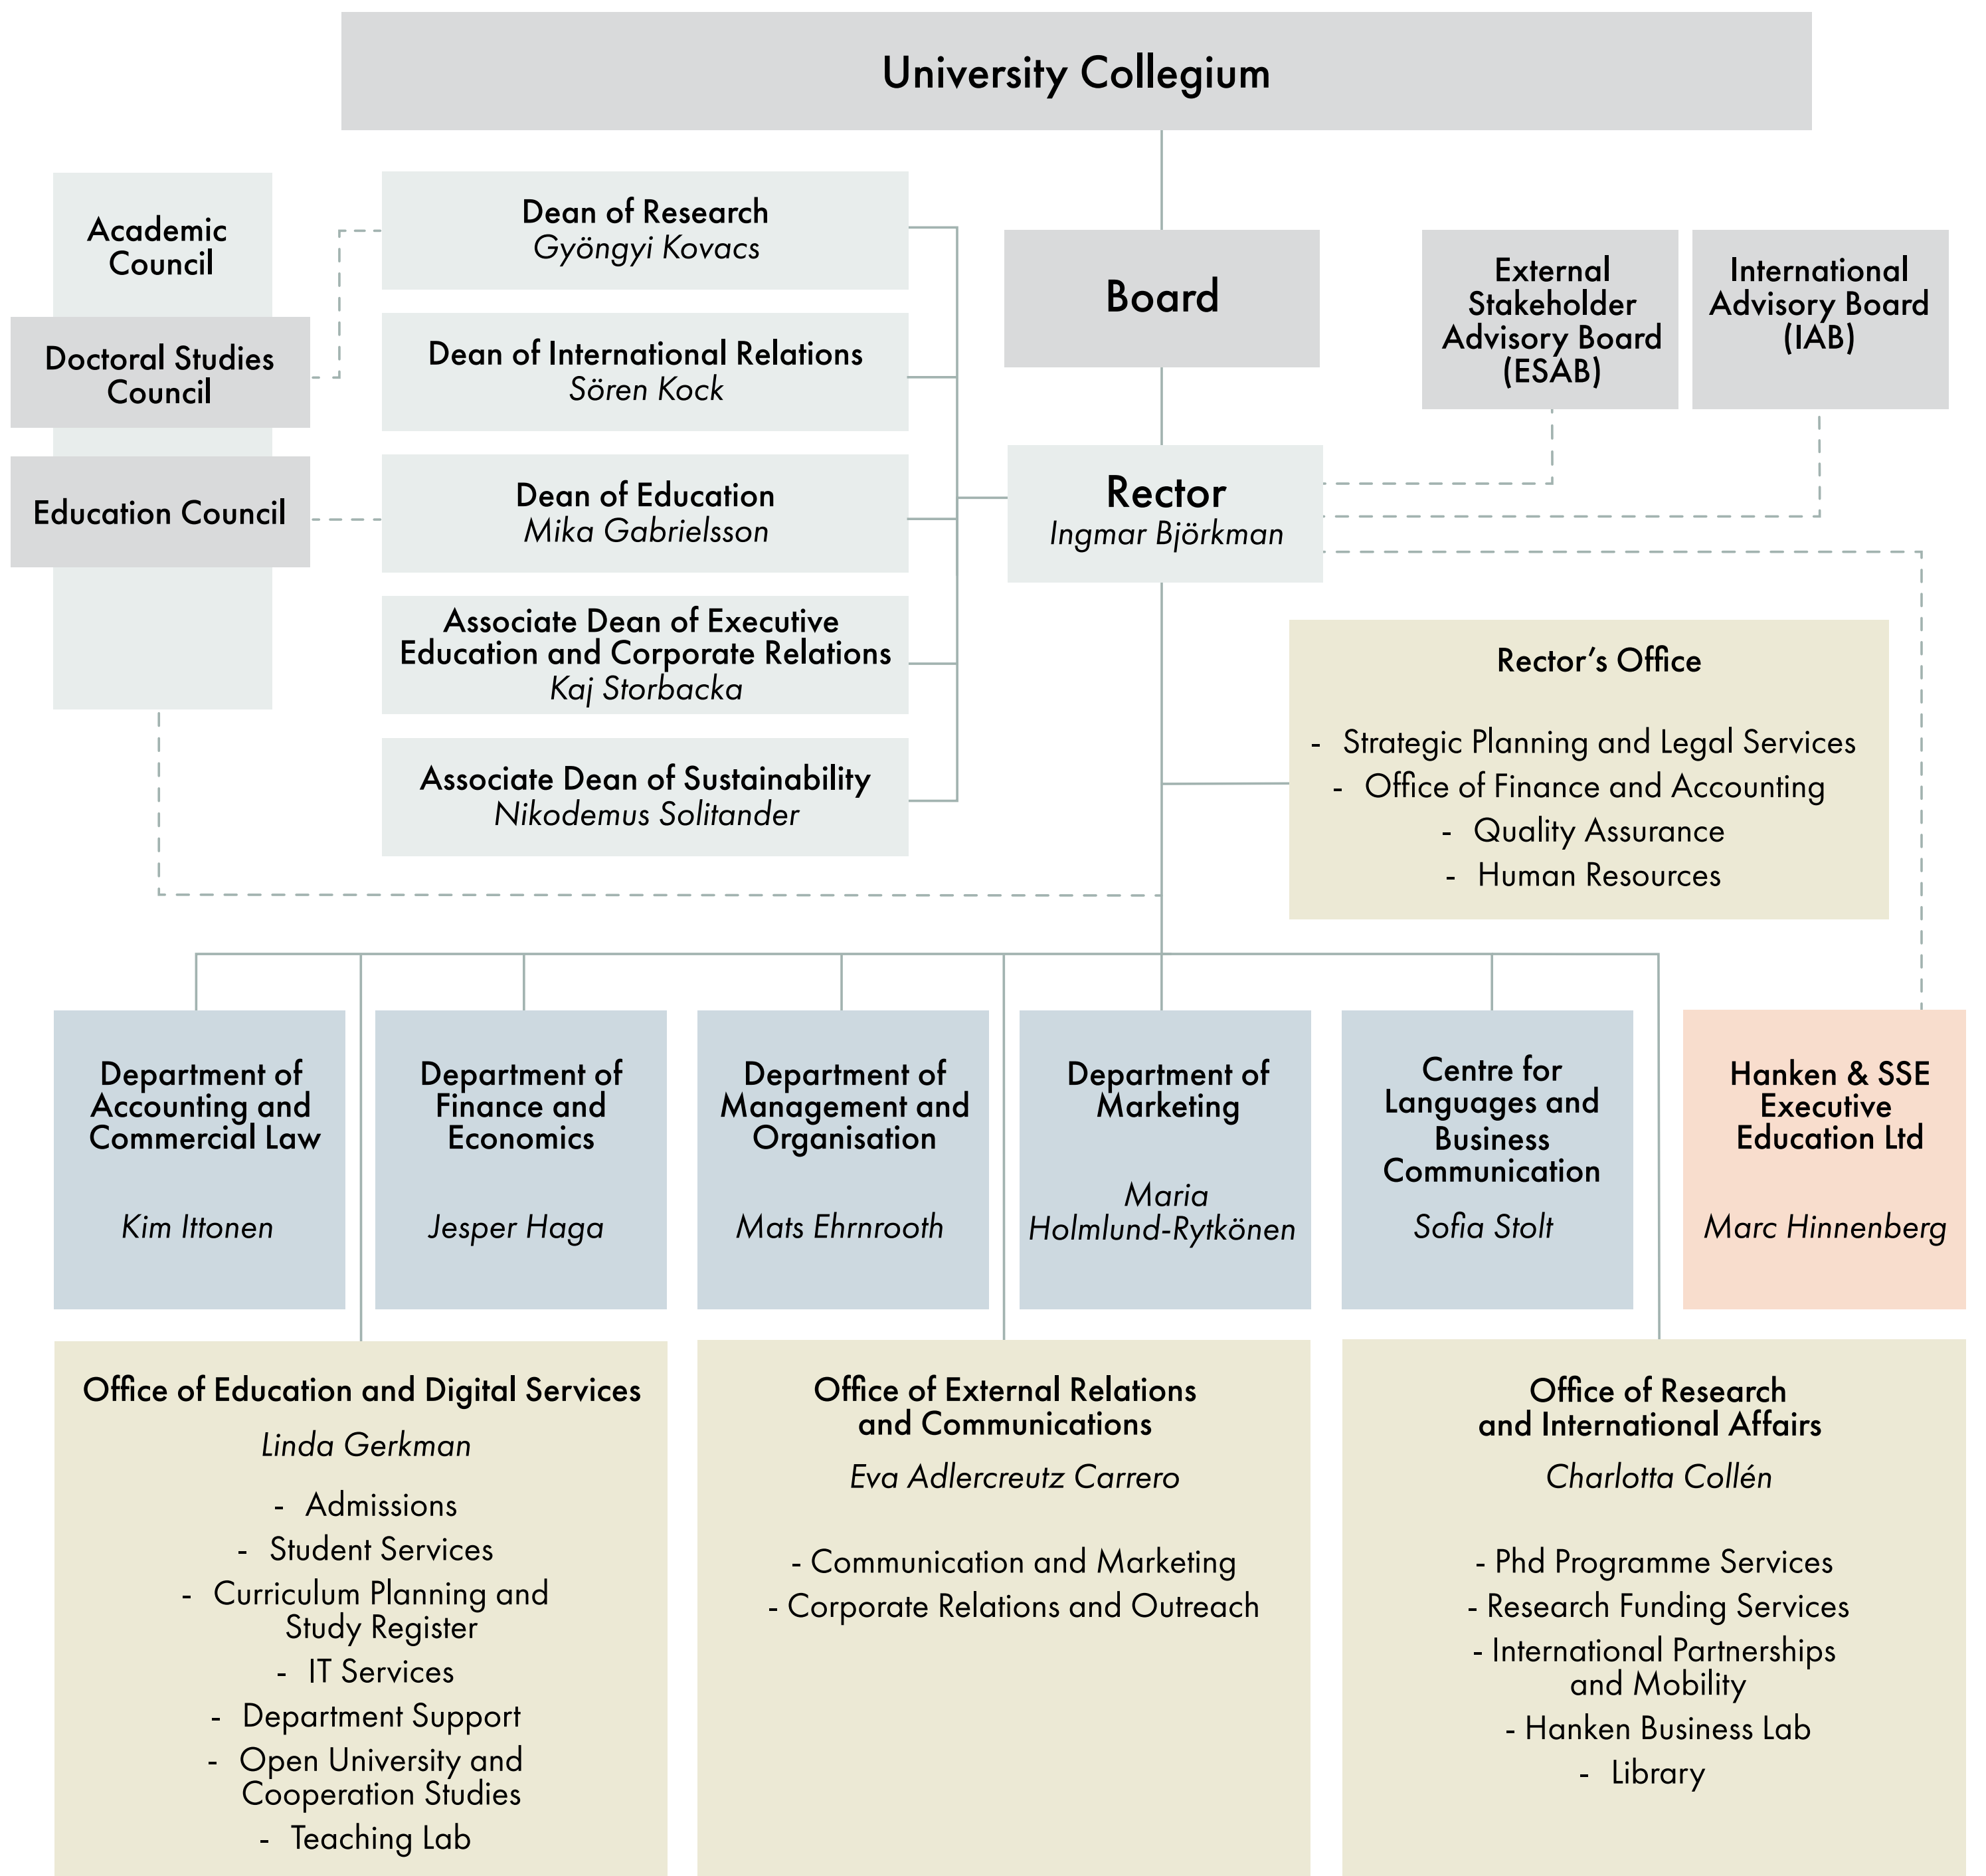 University Collegium
Academic
Council
Doctoral Studies
Council
Education Council
Dean of Research
Gyöngyi Kovacs
Dean of International Relations
Sören Kock
Dean of Education
Mika Gabrielsson
Associate Dean of Executive
Education and Corporate Relations
Kaj Storbacka
Associate Dean of Sustainability
Nikodemus Solitander
Board
Rector
Ingmar Björkman
External
Stakeholder
Advisory Board
(ESAB)
International
Advisory Board
(IAB)
Rector’s Office
- Strategic Planning and Legal Services
- Office of Finance and Accounting
- Quality Assurance
- Human Resources
Department of
Accounting and
Commercial Law
Kim Ittonen
Department of
Finance and
Economics
Jesper Haga
Department of
Management and
Organisation
Mats Ehrnrooth
Department of
Marketing
Maria
Holmlund-Rytkönen
Centre for
Languages and
Business
Communication
Sofia Stolt
Hanken & SSE
Executive
Education Ltd
Marc Hinnenberg
Office of Education and Digital Services
Linda Gerkman
- Admissions
- Student Services
- Curriculum Planning and
Study Register
- IT Services
- Department Support
- Open University and
Cooperation Studies
- Teaching Lab
Office of External Relations
and Communications
Eva Adlercreutz Carrero
- Communication and Marketing
- Corporate Relations and Outreach
Office of Research
and International Affairs
Charlotta Collén
- Phd Programme Services
- Research Funding Services
- International Partnerships
and Mobility
- Hanken Business Lab
- Library